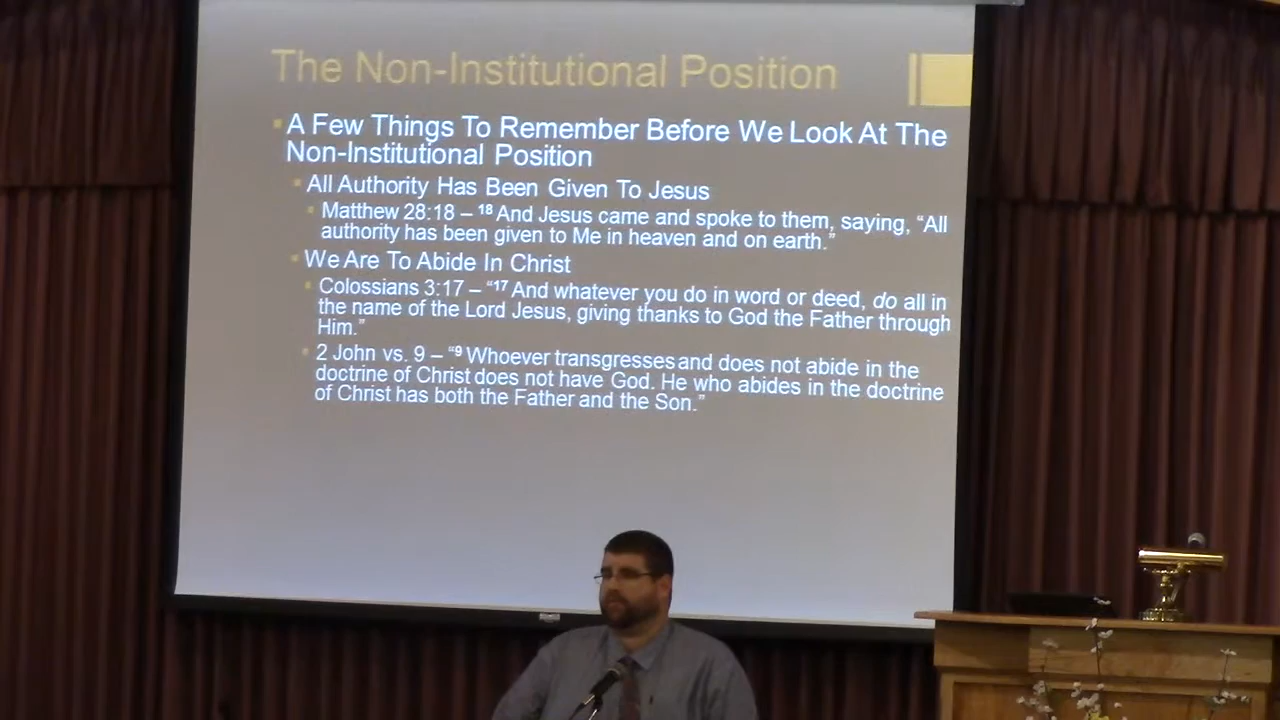 The Non-Institutional Position
A Few Things To Remember Before We Look At The
Non-Institutional Position
All Authority Has Been Given To Jesus
Matthew 28:18 – ¹⁸ And Jesus came and spoke to them, saying, “All
authority has been given to Me in heaven and on earth.”
We Are To Abide In Christ
Colossians 3:17 – “¹⁷ And whatever you do in word or deed, do all in
the name of the Lord Jesus, giving thanks to God the Father through
Him.”
2 John vs. 9 – “⁹ Whoever transgresses and does not abide in the
doctrine of Christ does not have God. He who abides in the doctrine
of Christ has both the Father and the Son.”